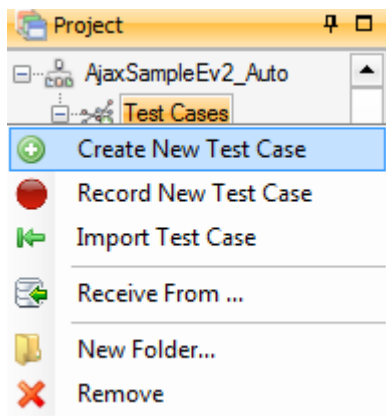 Project
AjaxSampleEv2_Auto
Test Cases
Create New Test Case
Record New Test Case
Import Test Case
Receive From ...
New Folder...
Remove